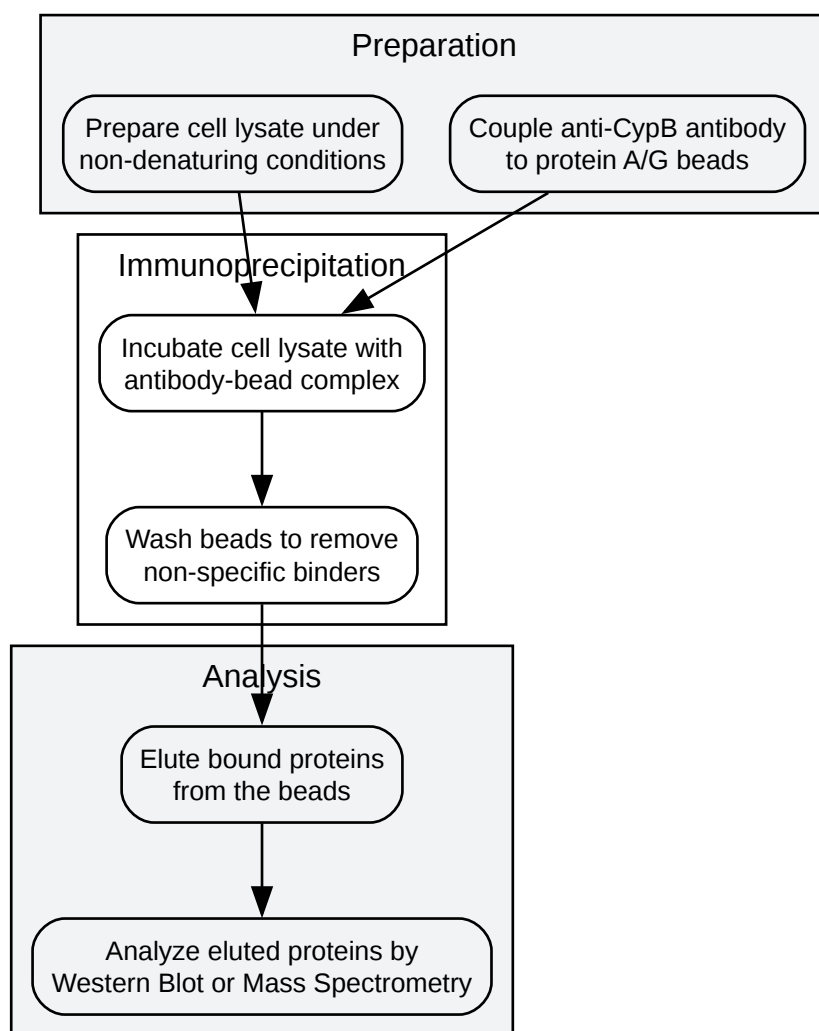 Preparation
Prepare cell lysate under
non-denaturing conditions
Couple anti-CypB antibody
to protein A/G beads
Immunoprecipitation
Incubate cell lysate with
antibody-bead complex
Wash beads to remove
non-specific binders
Analysis
Elute bound proteins
from the beads
Analyze eluted proteins by
Western Blot or Mass Spectrometry